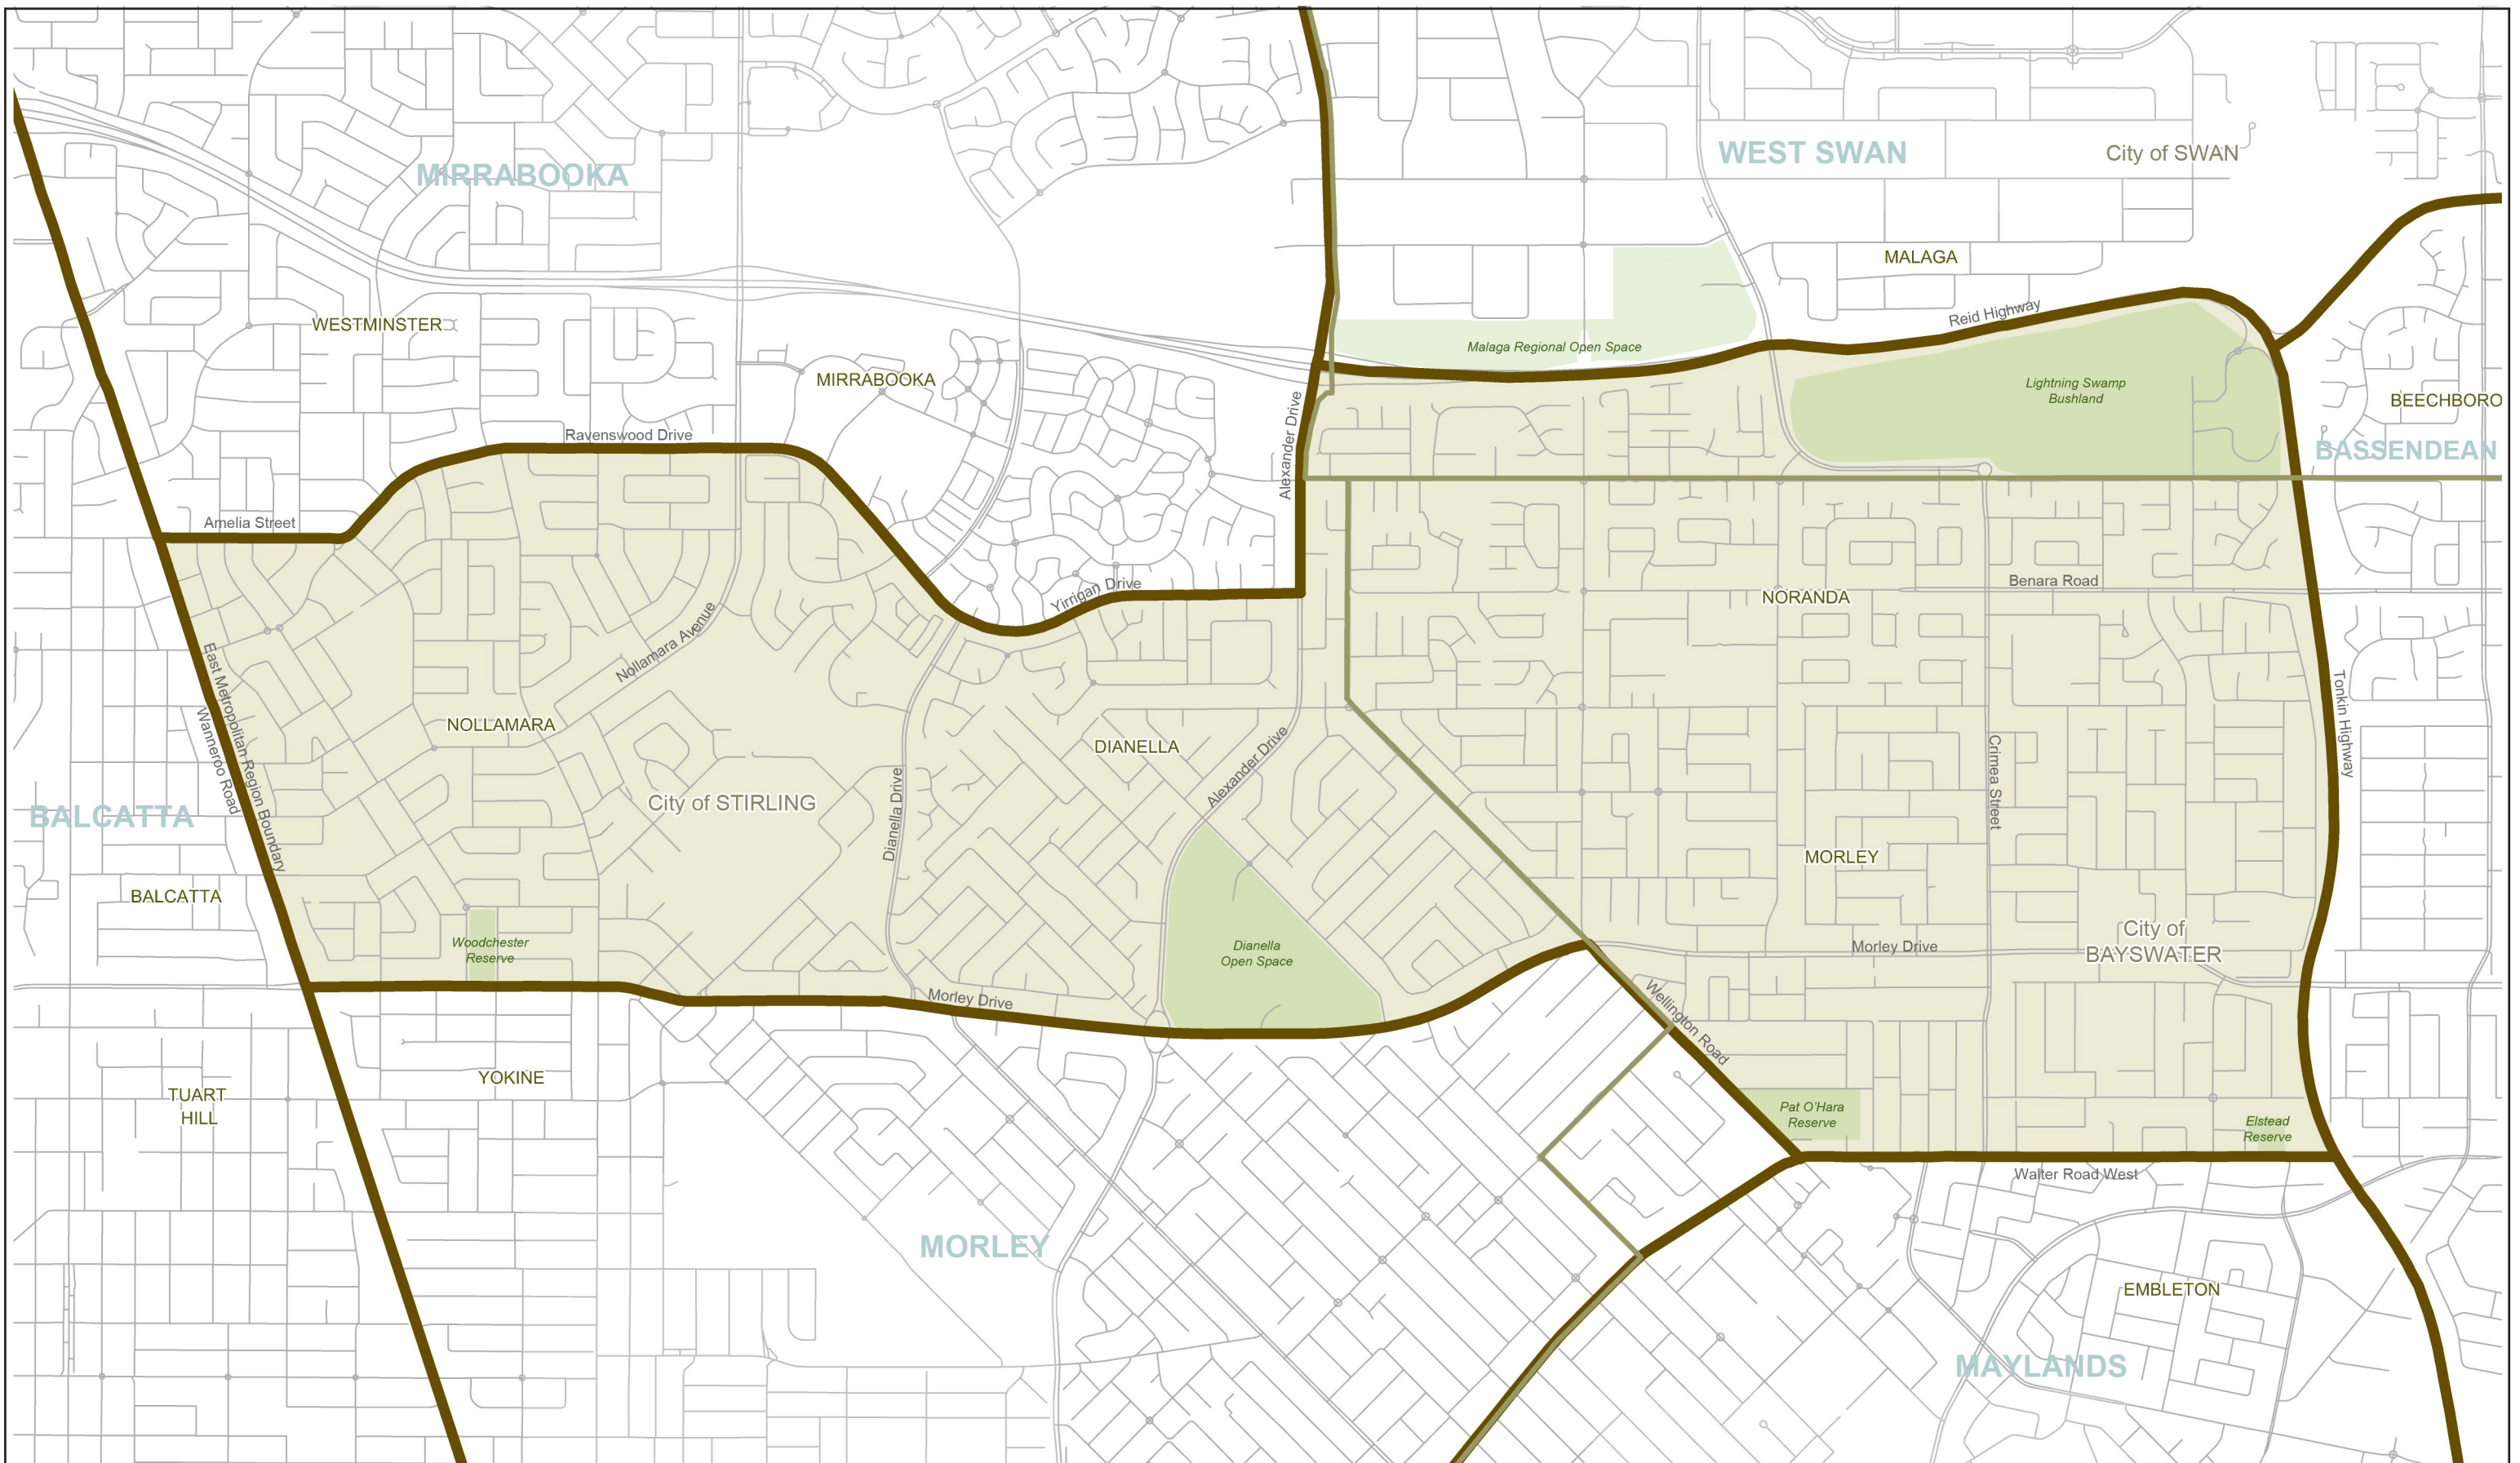 MIRRABOOKA
WEST SWAN
City of SWAN
MALAGA
Reid Highway
WESTMINSTER
Malaga Regional Open Space
MIRRABOOKA
Lightning Swamp
Bushland
BEECHBORO
Ravenswood Drive
Alexander Drive
BASSENDEAN
Amelia Street
Yirrigan Drive
Benara Road
NORANDA
Nollamara Avenue
East Metropolitan Region Boundary
Wanneroo Road
NOLLAMARA
DIANELLA
Alexander Drive
Tonkin Highway
Crimea Street
City of STIRLING
Dianella Drive
BALCATTA
MORLEY
BALCATTA
Woodchester
Reserve
Dianella
Open Space
Morley Drive
City of
BAYSWATER
Morley Drive
Wellington Road
YOKINE
TUART
HILL
Pat O'Hara
Reserve
Elstead
Reserve
Walter Road West
MORLEY
EMBLETON
MAYLANDS